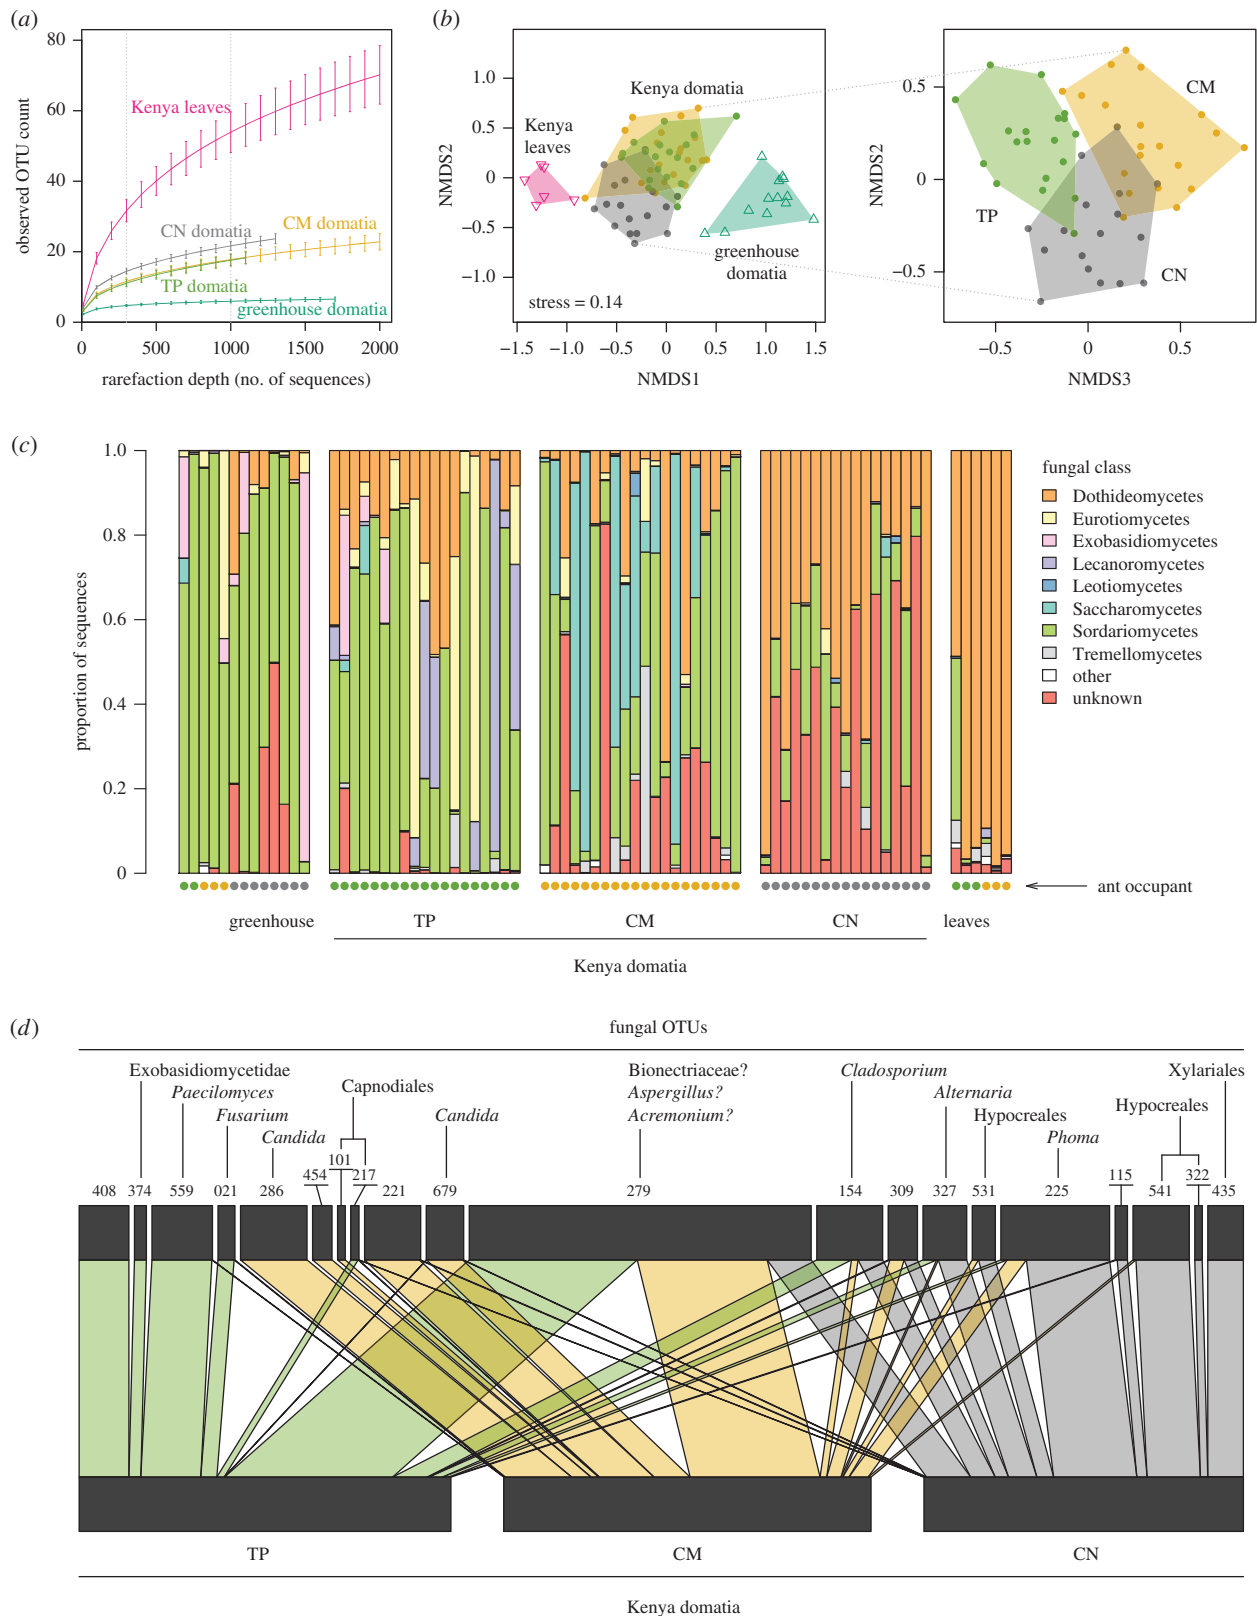 (a)
80
60
40
20
0
observed OTU count
Kenya leaves
CN domatia
CM domatia
TP domatia
greenhouse domatia
0 500 1000 1500 2000
rarefaction depth (no. of sequences)
(b)
1.0
0.5
0
−0.5
−1.0
NMDS2
Kenya domatia
Kenya
leaves
greenhouse
domatia
stress = 0.14
−1.5 −1.0 −0.5 0 0.5 1.0 1.5
NMDS1
0.5
0
−0.5
NMDS2
CM
TP
CN
−0.5 0 0.5
NMDS3
(c)
1.0
0.8
0.6
0.4
0.2
0
proportion of sequences
fungal class
Dothideomycetes
Eurotiomycetes
Exobasidiomycetes
Lecanoromycetes
Leotiomycetes
Saccharomycetes
Sordariomycetes
Tremellomycetes
other
unknown
ant occupant
greenhouse TP CM CN leaves
Kenya domatia
(d)
fungal OTUs
Exobasidiomycetidae
Paecilomyces
Fusarium
Candida
Capnodiales
Candida
Bionectriaceae?
Aspergillus?
Acremonium?
Cladosporium
Alternaria
Hypocreales
Phoma
Hypocreales
Xylariales
408 374 559 021 286 454 101 217 221 679 279 154 309 327 531 225 115 541 322 435
TP CM CN
Kenya domatia